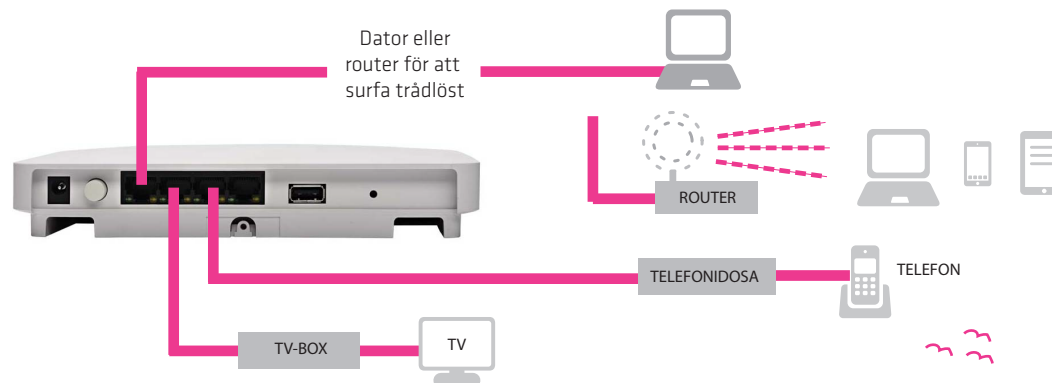 Dator eller
router för att
surfa trådlöst
ROUTER
TELEFONIDOSA
TELEFON
TV-BOX
TV